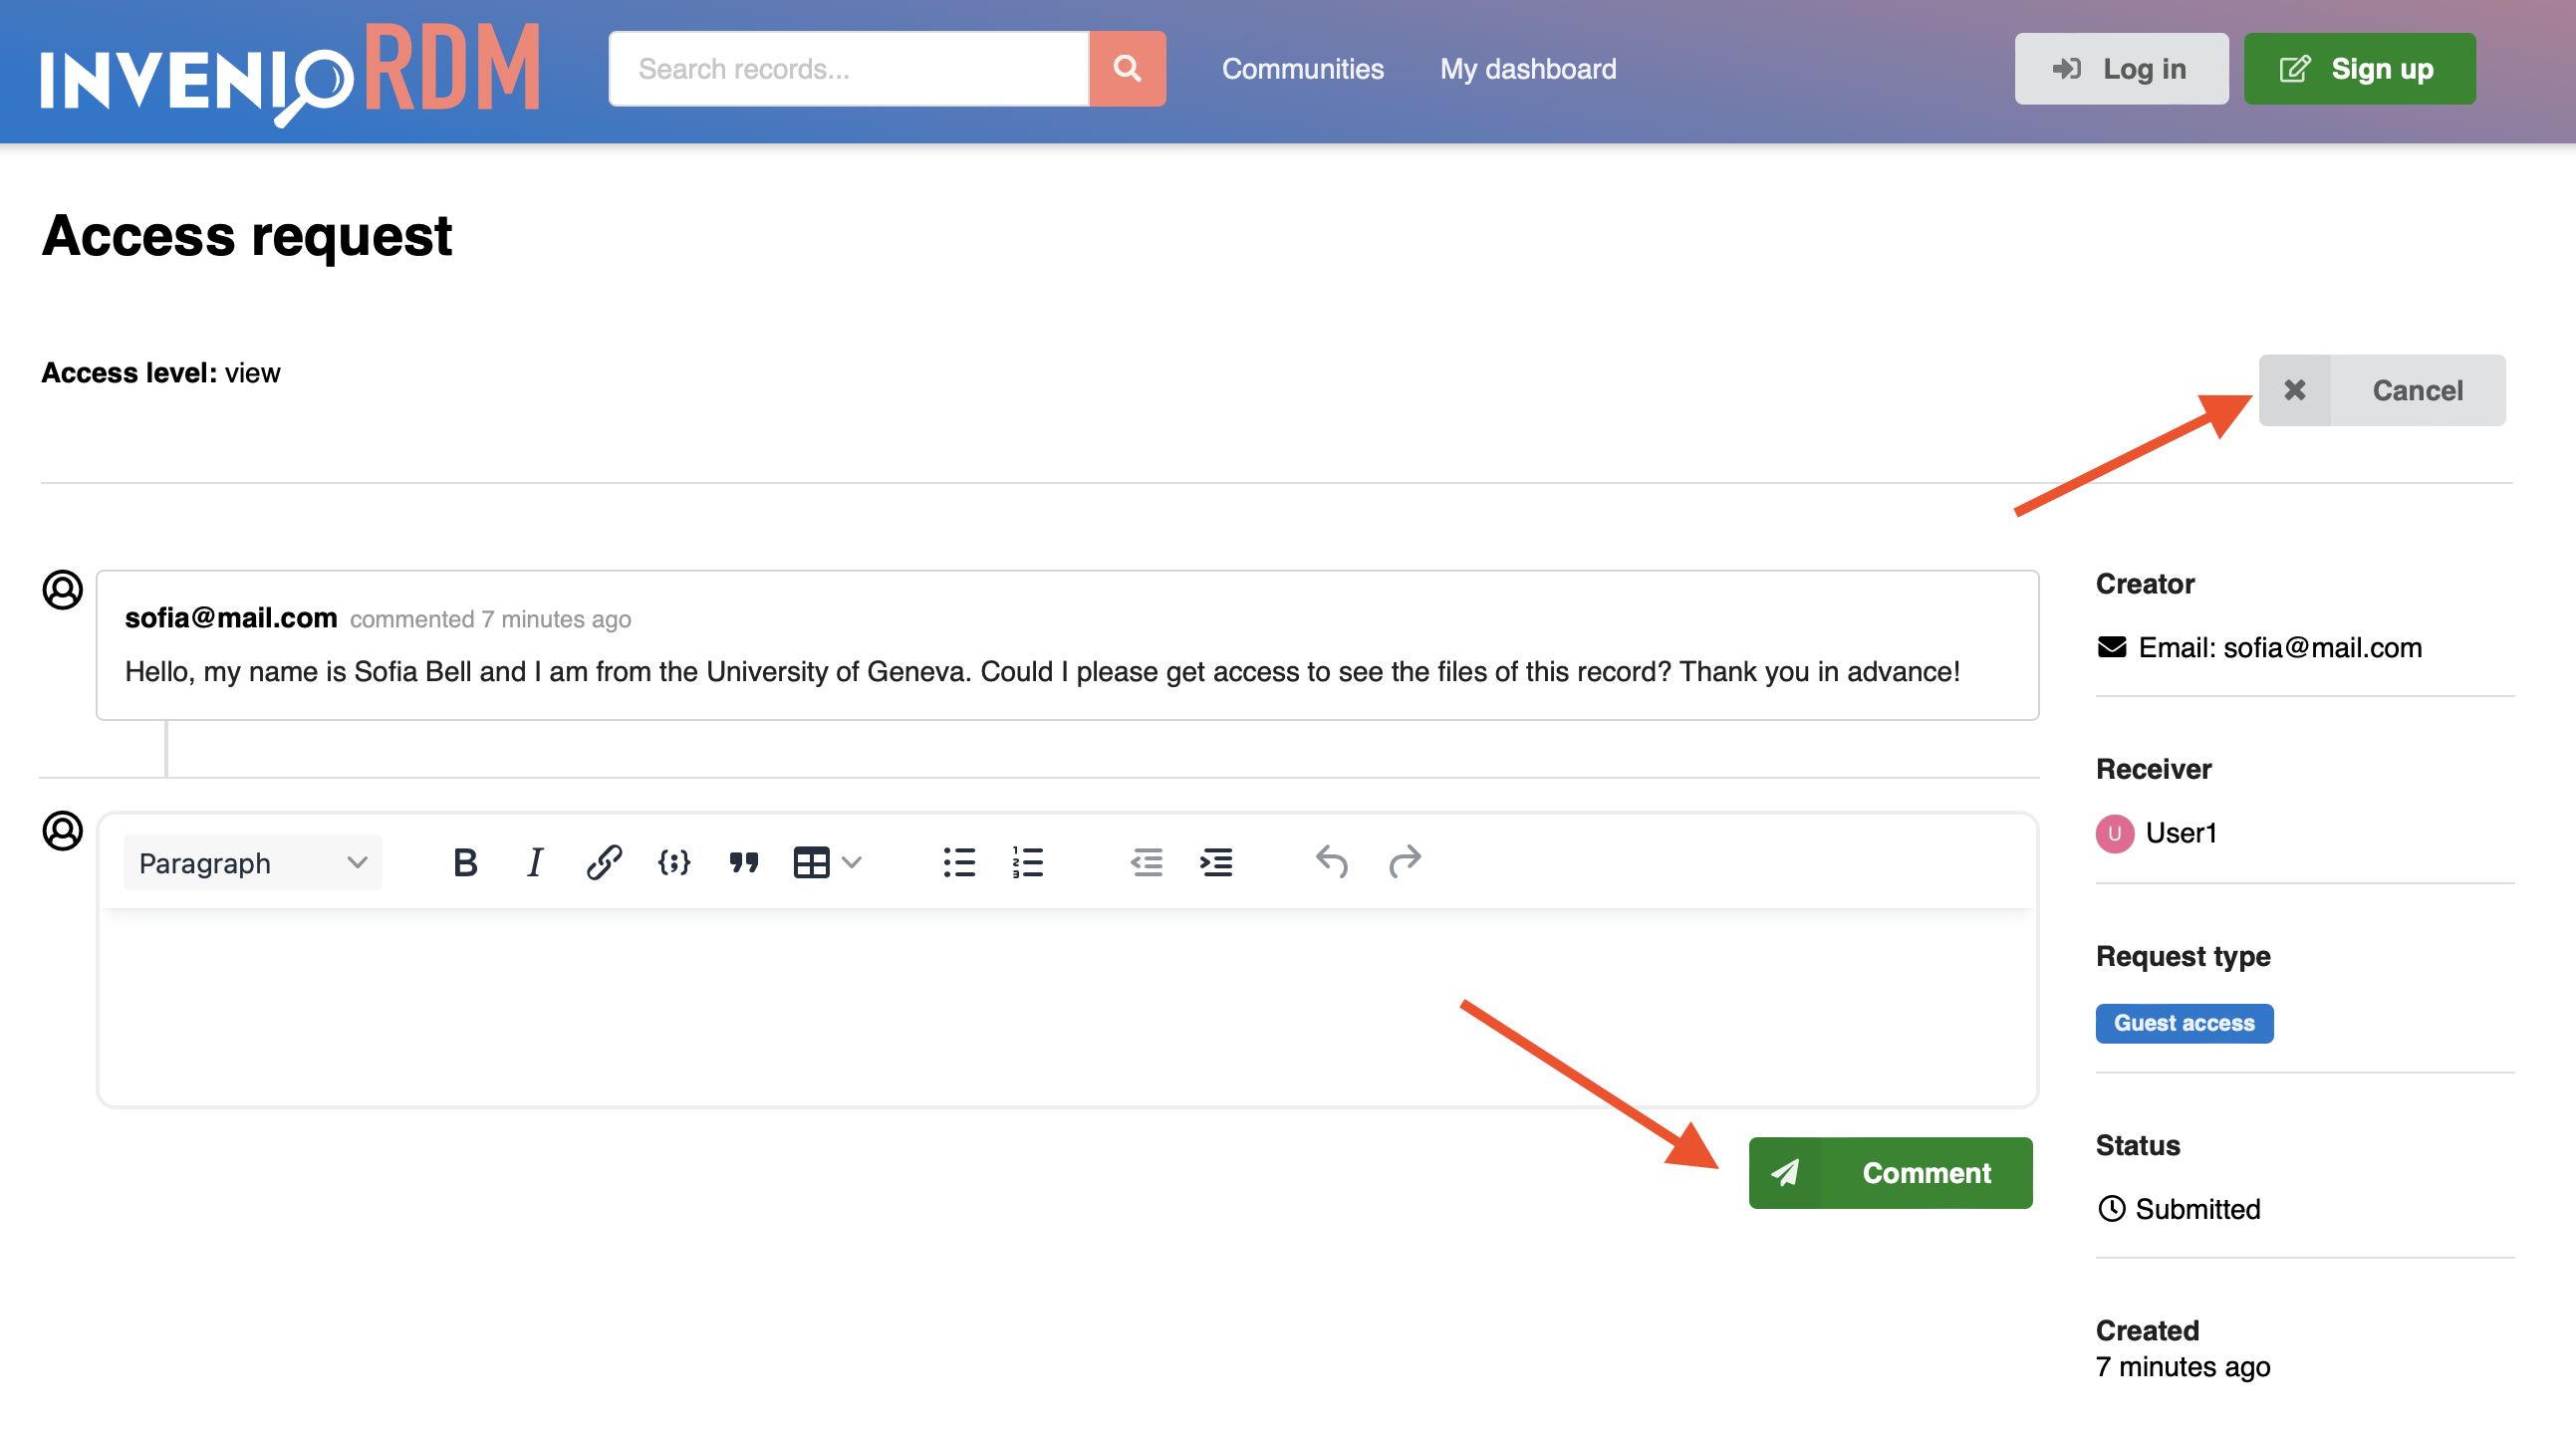 INVENIO RDM
Search records...
Communities
My dashboard
Log in
Sign up
Access request
Access level: view
Cancel
sofia@mail.com commented 7 minutes ago
Hello, my name is Sofia Bell and I am from the University of Geneva. Could I please get access to see the files of this record? Thank you in advance!
Paragraph
Comment
Creator
Email: sofia@mail.com
Receiver
U User1
Request type
Guest access
Status
Submitted
Created
7 minutes ago